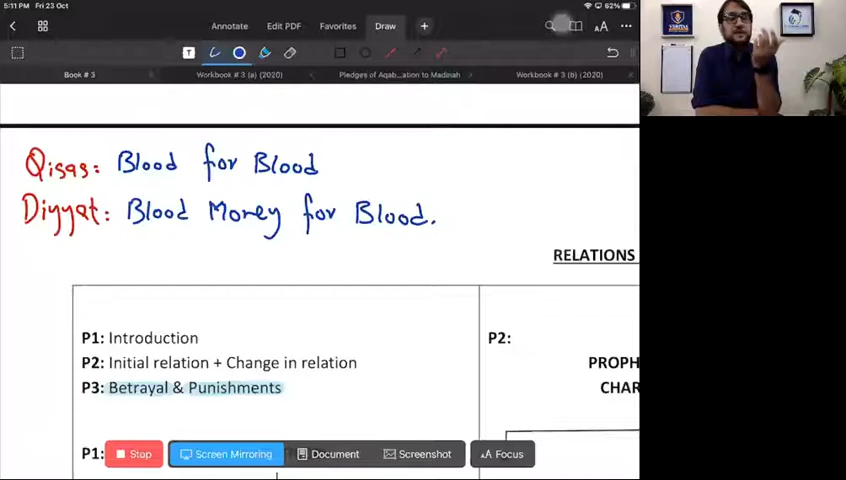 5:11 PM Fri 23 Oct
62%
Annotate Edit PDF Favorites Draw +
AA
T
Book # 3 Workbook # 3 (a) (2020) Pledges of Aqab...ation to Madinah Workbook # 3 (b) (2020)
Qisas: Blood for Blood
Diyyat: Blood Money for Blood.
RELATIONS
P1: Introduction
P2:
P2: Initial relation + Change in relation
PROPH
P3: Betrayal & Punishments
CHAR
P1:
Stop Screen Mirroring Document Screenshot AA Focus